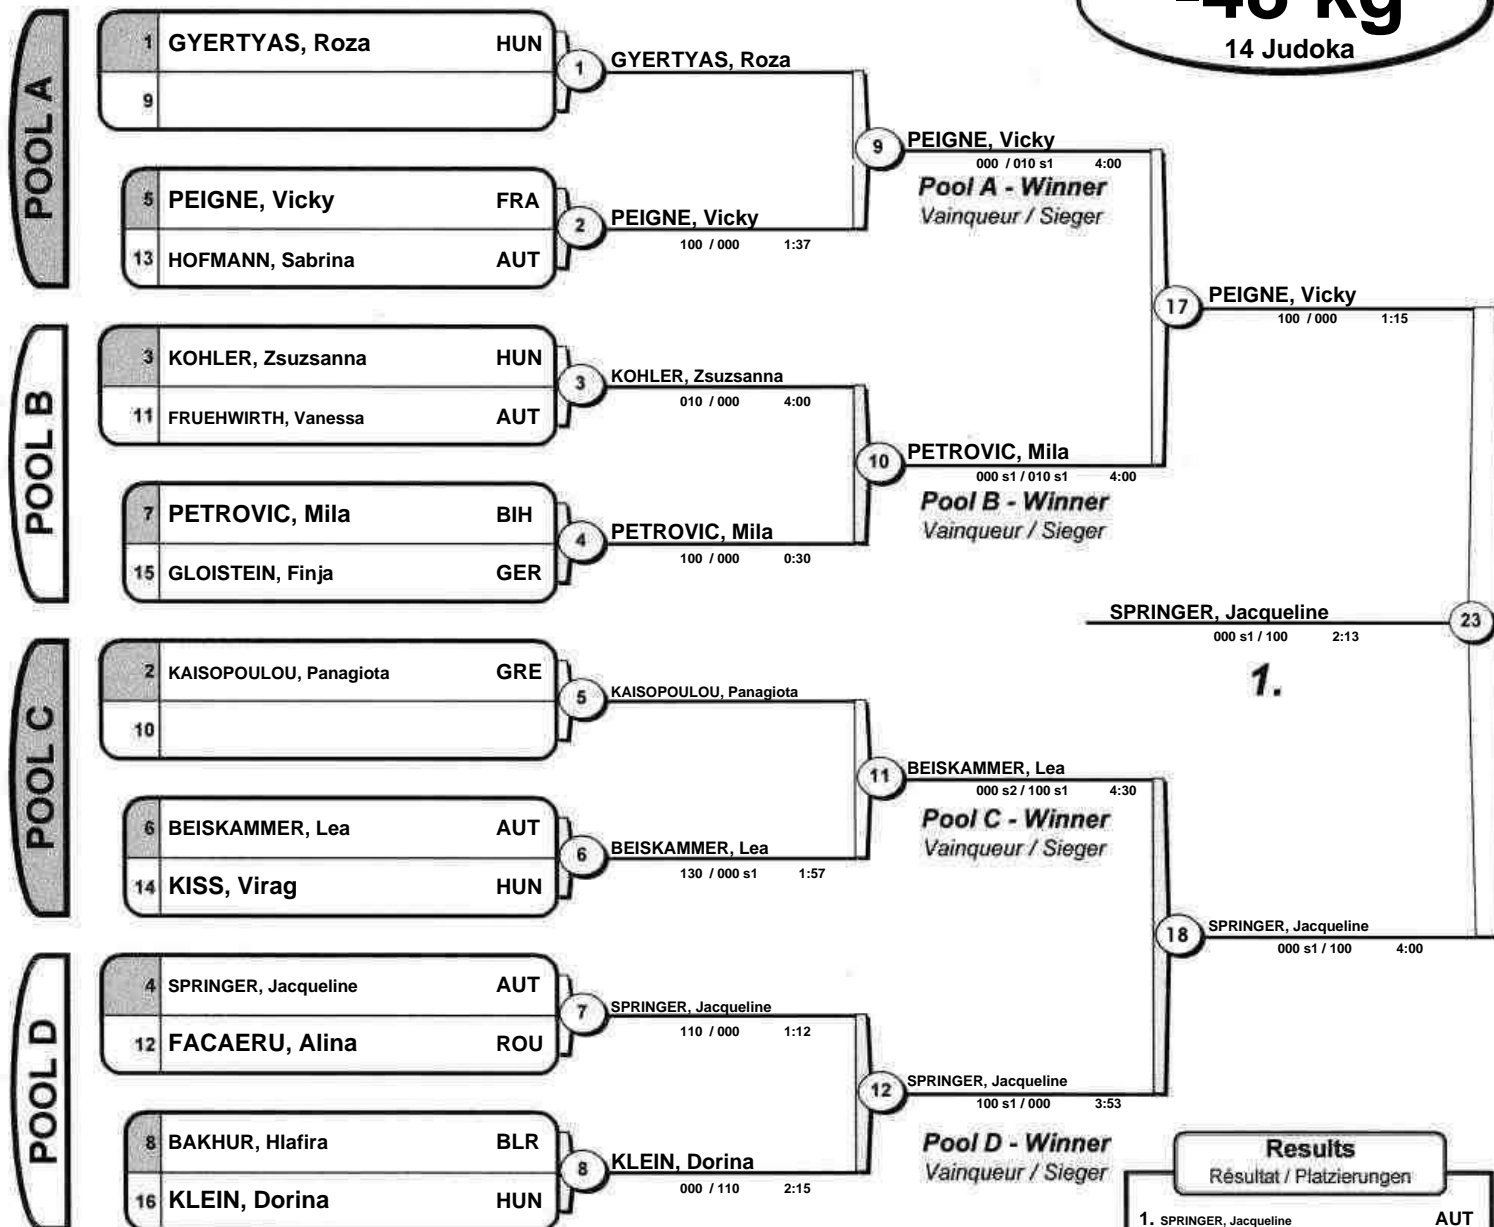 -48 kg
14 Judoka
POOL A
1 GYERTYAS, Roza HUN
9
1
GYERTYAS, Roza
5 PEIGNE, Vicky FRA
13 HOFMANN, Sabrina AUT
2
PEIGNE, Vicky
100 / 000 1:37
9
PEIGNE, Vicky
000 / 010 s1 4:00
Pool A - Winner
Vainqueur / Sieger
POOL B
3 KOHLER, Zsuzsanna HUN
11 FRUEHWIRTH, Vanessa AUT
3
KOHLER, Zsuzsanna
010 / 000 4:00
7 PETROVIC, Mila BIH
15 GLOISTEIN, Finja GER
4
PETROVIC, Mila
100 / 000 0:30
10
PETROVIC, Mila
000 s1 / 010 s1 4:00
Pool B - Winner
Vainqueur / Sieger
17
PEIGNE, Vicky
100 / 000 1:15
SPRINGER, Jacqueline
000 s1 / 100 2:13
23
1.
POOL C
2 KAISOPOULOU, Panagiota GRE
10
5
KAISOPOULOU, Panagiota
6 BEISKAMMER, Lea AUT
14 KISS, Virag HUN
6
BEISKAMMER, Lea
130 / 000 s1 1:57
11
BEISKAMMER, Lea
000 s2 / 100 s1 4:30
Pool C - Winner
Vainqueur / Sieger
18
SPRINGER, Jacqueline
000 s1 / 100 4:00
POOL D
4 SPRINGER, Jacqueline AUT
12 FACAERU, Alina ROU
7
SPRINGER, Jacqueline
110 / 000 1:12
8 BAKHUR, Hlafira BLR
16 KLEIN, Dorina HUN
8
KLEIN, Dorina
000 / 110 2:15
12
SPRINGER, Jacqueline
100 s1 / 000 3:53
Pool D - Winner
Vainqueur / Sieger
Results
Résultat / Platzierungen
1. SPRINGER, Jacqueline AUT